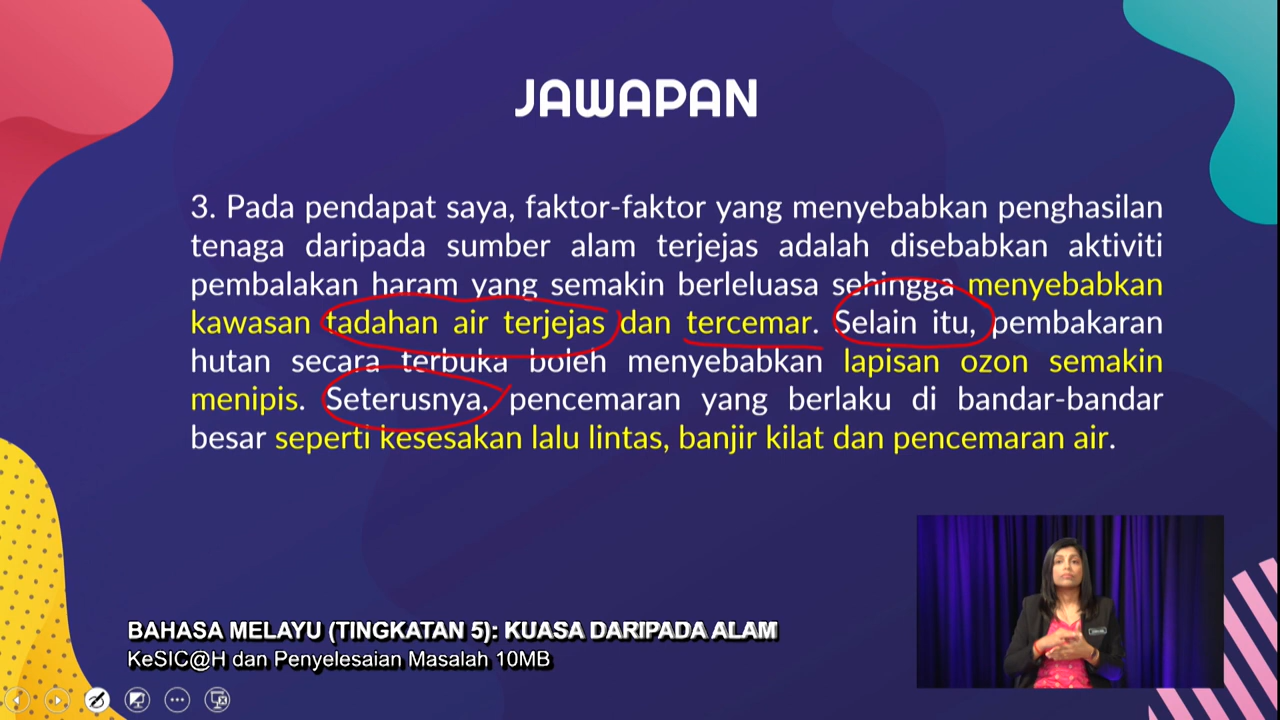 JAWAPAN
3. Pada pendapat saya, faktor-faktor yang menyebabkan penghasilan
tenaga daripada sumber alam terjejas adalah disebabkan aktiviti
pembalakan haram yang semakin berleluasa sehingga menyebabkan
kawasan tadahan air terjejas dan tercemar. Selain itu, pembakaran
hutan secara terbuka boleh menyebabkan lapisan ozon semakin
menipis. Seterusnya, pencemaran yang berlaku di bandar-bandar
besar seperti kesesakan lalu lintas, banjir kilat dan pencemaran air.
BAHASA MELAYU (TINGKATAN 5): KUASA DARIPADA ALAM
KeSIC@H dan Penyelesaian Masalah 10MB